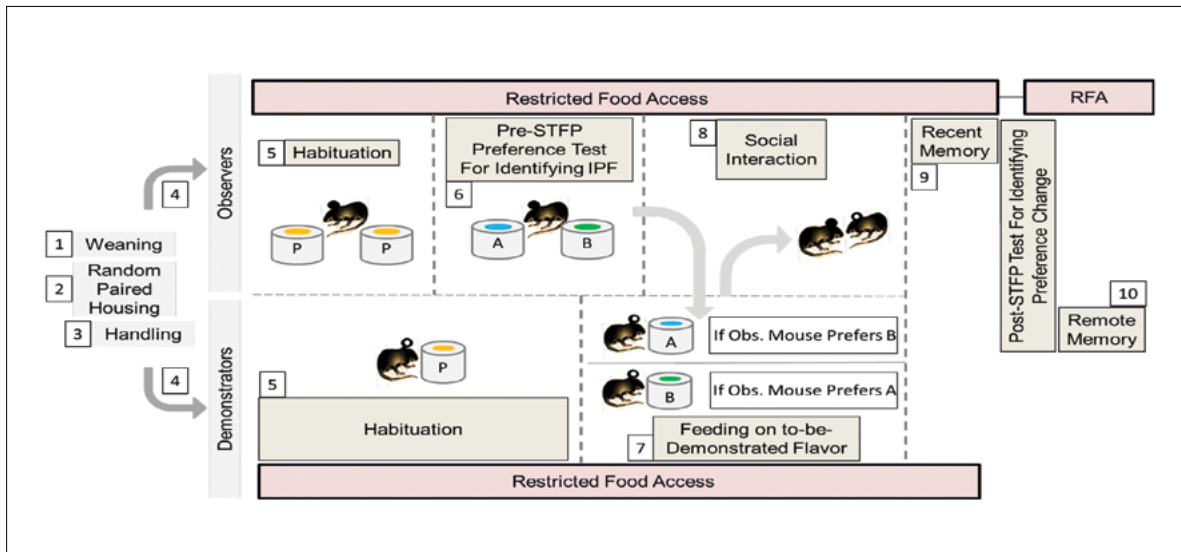 Restricted Food Access
RFA
Observers
5 Habituation
P
P
Pre-STFP
Preference Test
For Identifying IPF
6
A
B
8
Social
Interaction
Recent
Memory
9
Post-STFP Test For Identifying
Preference Change
10
Remote
Memory
4
1 Weaning
2 Random
Paired
Housing
3 Handling
4
Demonstrators
P
5
Habituation
A
If Obs. Mouse Prefers B
B
If Obs. Mouse Prefers A
7
Feeding on to-be-
Demonstrated Flavor
Restricted Food Access